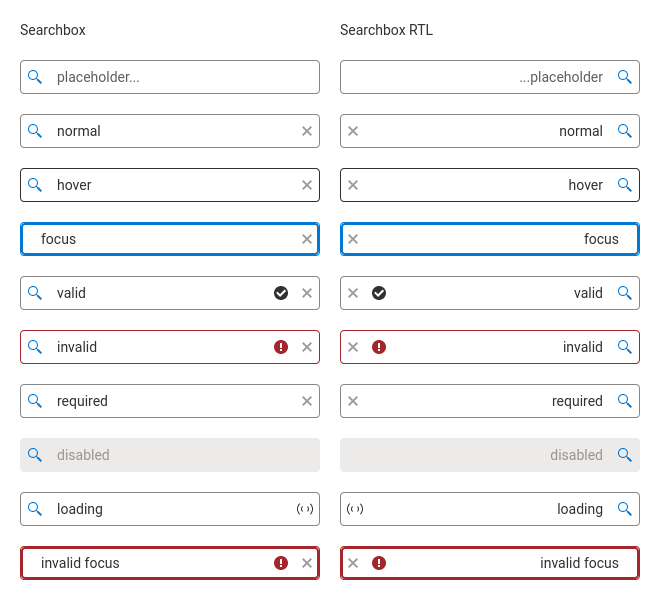 Searchbox
Searchbox RTL
placeholder...
...placeholder
normal
normal
hover
hover
focus
focus
valid
valid
invalid
invalid
required
required
disabled
disabled
loading
loading
invalid focus
invalid focus